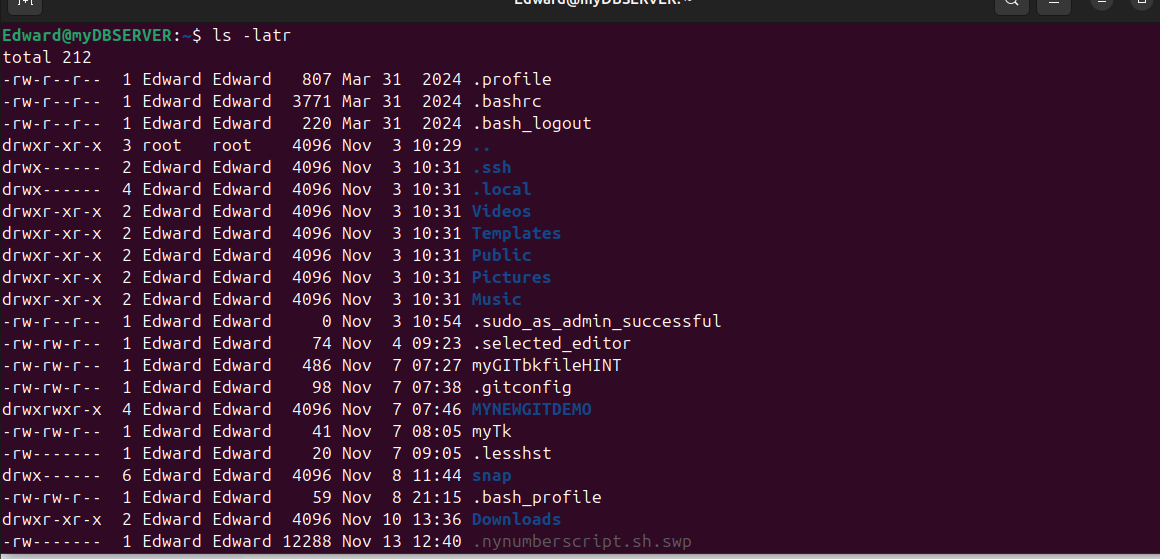 Edward@myDBSERVER: ~
Edward@myDBSERVER:~$ ls -latr
total 212
-rw-r--r--  1 Edward Edward   807 Mar 31  2024 .profile
-rw-r--r--  1 Edward Edward  3771 Mar 31  2024 .bashrc
-rw-r--r--  1 Edward Edward   220 Mar 31  2024 .bash_logout
drwxr-xr-x  3 root   root    4096 Nov  3 10:29 ..
drwx------  2 Edward Edward  4096 Nov  3 10:31 .ssh
drwx------  4 Edward Edward  4096 Nov  3 10:31 .local
drwxr-xr-x  2 Edward Edward  4096 Nov  3 10:31 Videos
drwxr-xr-x  2 Edward Edward  4096 Nov  3 10:31 Templates
drwxr-xr-x  2 Edward Edward  4096 Nov  3 10:31 Public
drwxr-xr-x  2 Edward Edward  4096 Nov  3 10:31 Pictures
drwxr-xr-x  2 Edward Edward  4096 Nov  3 10:31 Music
-rw-r--r--  1 Edward Edward     0 Nov  3 10:54 .sudo_as_admin_successful
-rw-rw-r--  1 Edward Edward    74 Nov  4 09:23 .selected_editor
-rw-rw-r--  1 Edward Edward   486 Nov  7 07:27 myGITbkfileHINT
-rw-rw-r--  1 Edward Edward    98 Nov  7 07:38 .gitconfig
drwxrwxr-x  4 Edward Edward  4096 Nov  7 07:46 MYNEWGITDEMO
-rw-rw-r--  1 Edward Edward    41 Nov  7 08:05 myTk
-rw-------  1 Edward Edward    20 Nov  7 09:05 .lesshst
drwx------  6 Edward Edward  4096 Nov  8 11:44 snap
-rw-rw-r--  1 Edward Edward    59 Nov  8 21:15 .bash_profile
drwxr-xr-x  2 Edward Edward  4096 Nov 10 13:36 Downloads
-rw-------  1 Edward Edward 12288 Nov 13 12:40 .nynumberscript.sh.swp